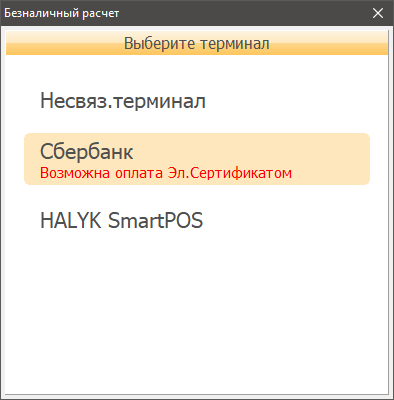 Безналичный расчет
Выберите терминал
Несвяз.терминал
Сбербанк
Возможна оплата Эл.Сертификатом
HALYK SmartPOS